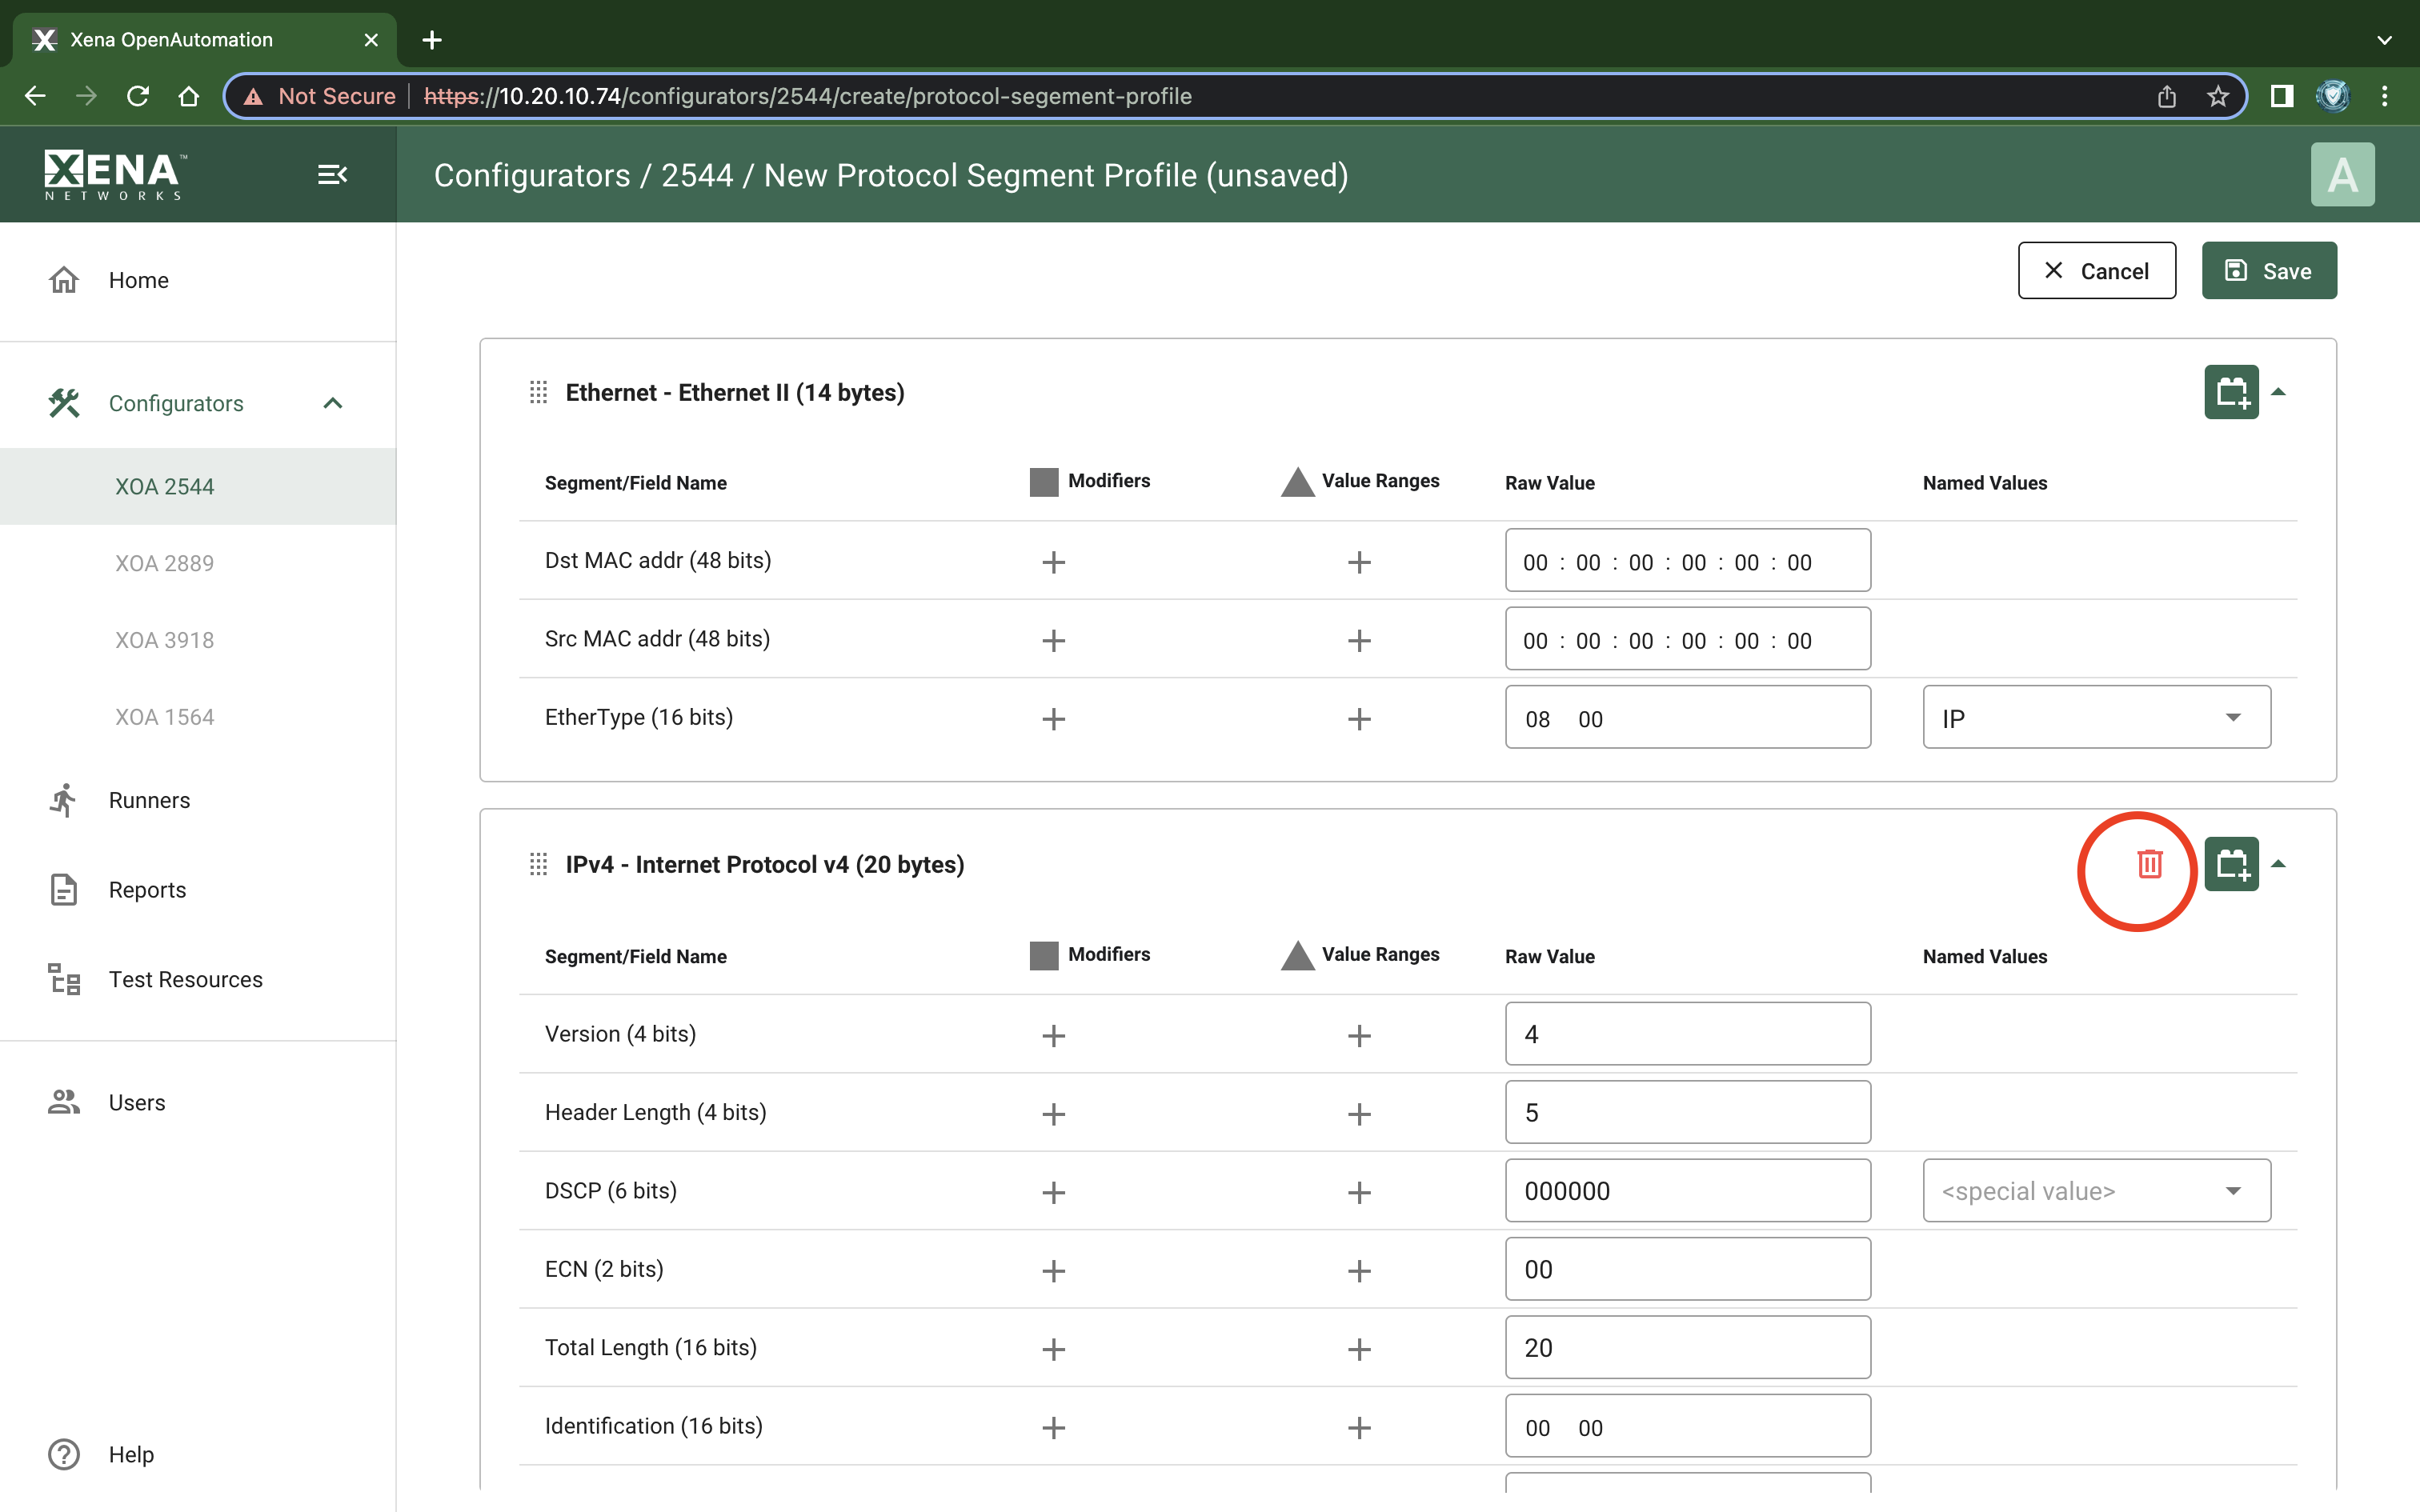 Xena OpenAutomation
Not Secure https://10.20.10.74/configurators/2544/create/protocol-segement-profile
XENA™
NETWORKS
Configurators / 2544 / New Protocol Segment Profile (unsaved)
A
Home
Configurators
XOA 2544
XOA 2889
XOA 3918
XOA 1564
Runners
Reports
Test Resources
Users
Help
Cancel
Save
Ethernet - Ethernet II (14 bytes)
Segment/Field Name Modifiers Value Ranges Raw Value Named Values
Dst MAC addr (48 bits) 00 : 00 : 00 : 00 : 00 : 00
Src MAC addr (48 bits) 00 : 00 : 00 : 00 : 00 : 00
EtherType (16 bits) 08 00 IP
IPv4 - Internet Protocol v4 (20 bytes)
Segment/Field Name Modifiers Value Ranges Raw Value Named Values
Version (4 bits) 4
Header Length (4 bits) 5
DSCP (6 bits) 000000 <special value>
ECN (2 bits) 00
Total Length (16 bits) 20
Identification (16 bits) 00 00